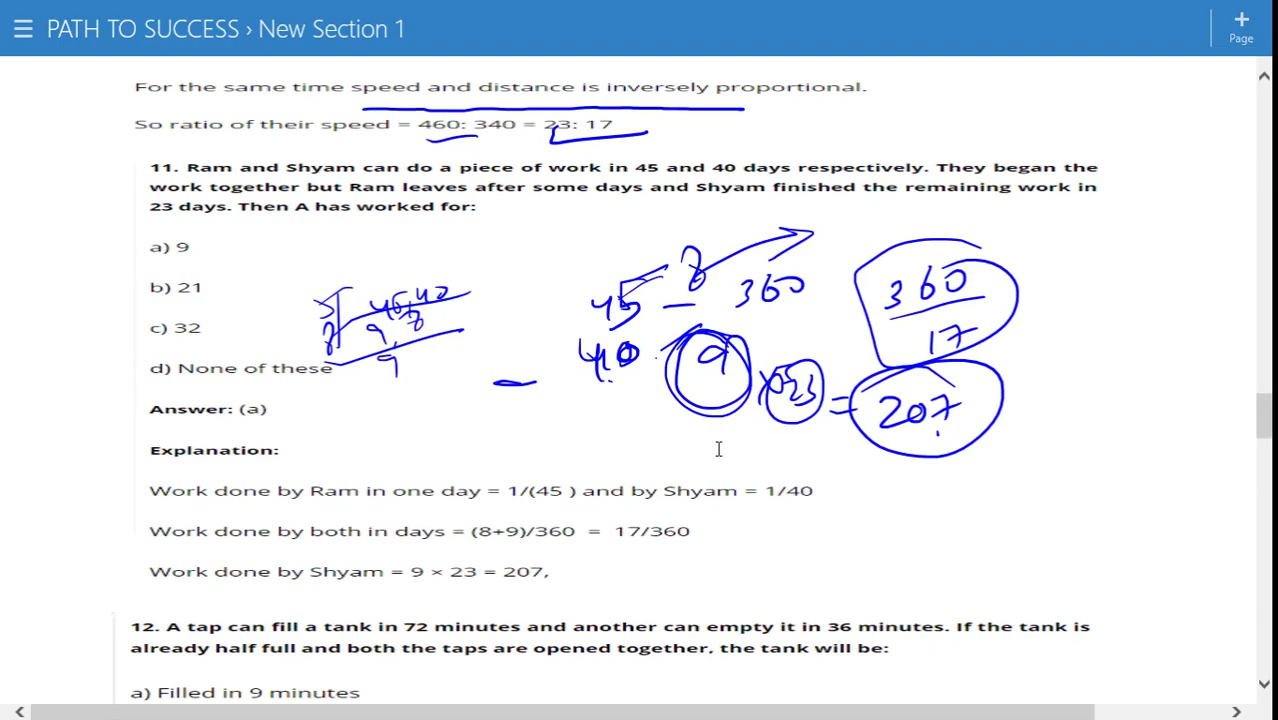 PATH TO SUCCESS › New Section 1
Page
For the same time speed and distance is inversely proportional.
So ratio of their speed = 460: 340 = 23: 17
11. Ram and Shyam can do a piece of work in 45 and 40 days respectively. They began the
work together but Ram leaves after some days and Shyam finished the remaining work in
23 days. Then A has worked for:
a) 9
b) 21
c) 32
d) None of these
5 45, 40
8 9, 8
9
45 – 8 360
40 9 × 23 = 207
360
17
Answer: (a)
Explanation:
Work done by Ram in one day = 1/(45 ) and by Shyam = 1/40
Work done by both in days = (8+9)/360 = 17/360
Work done by Shyam = 9 × 23 = 207,
12. A tap can fill a tank in 72 minutes and another can empty it in 36 minutes. If the tank is
already half full and both the taps are opened together, the tank will be:
a) Filled in 9 minutes